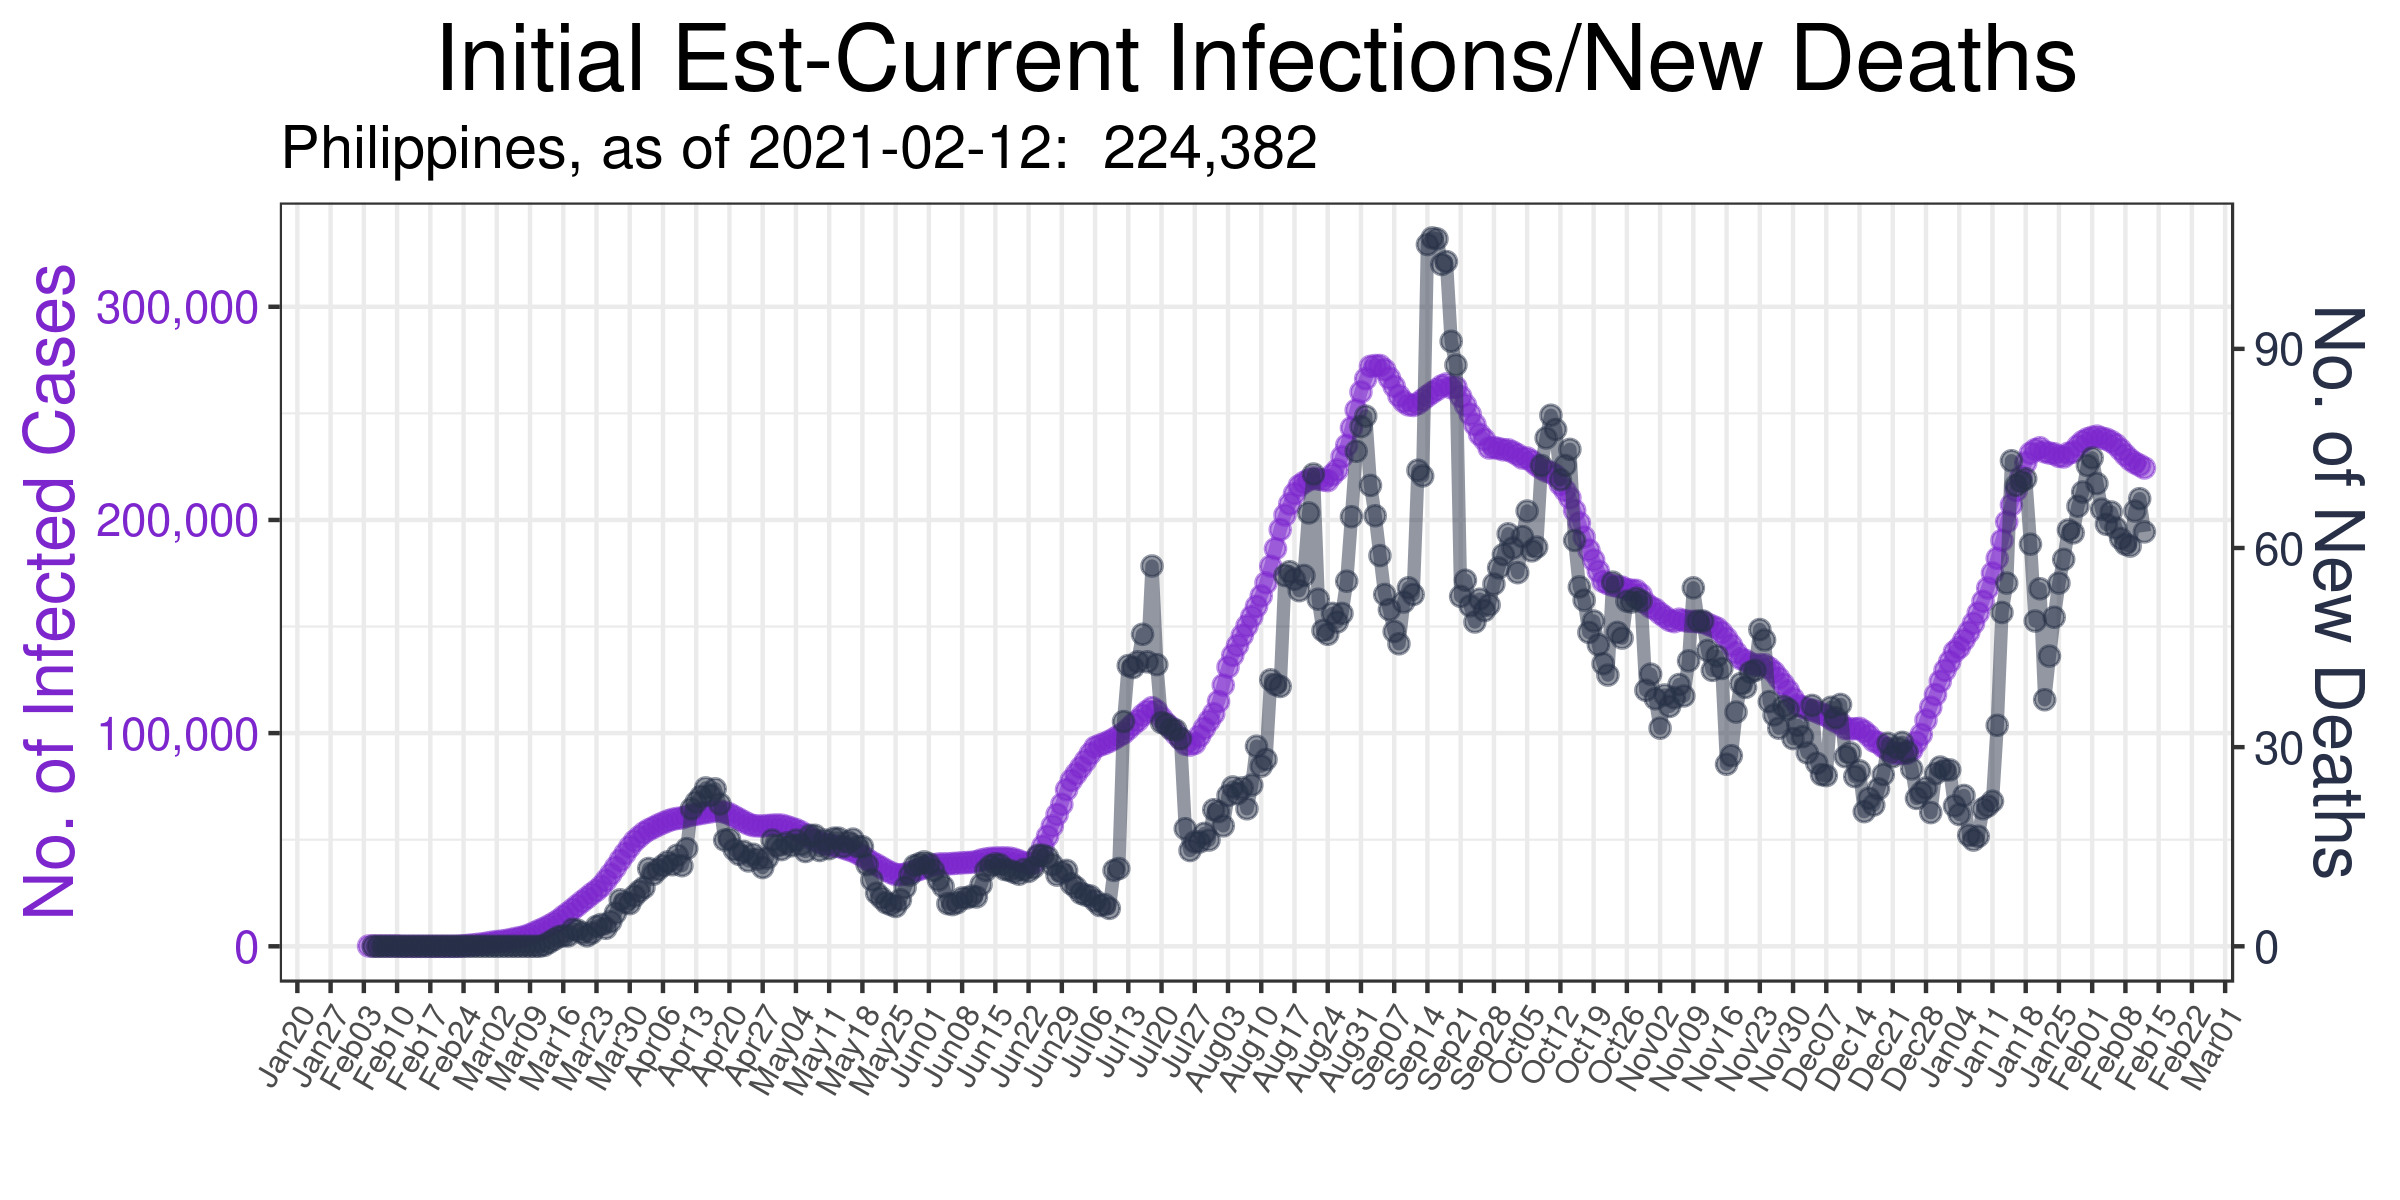 Initial Est-Current Infections/New Deaths
Philippines, as of 2021-02-12: 224,382
No. of Infected Cases
300,000
200,000
100,000
0
90
60
30
0
No. of New Deaths
Jan20
Jan27
Feb03
Feb10
Feb17
Feb24
Mar02
Mar09
Mar16
Mar23
Mar30
Apr06
Apr13
Apr20
Apr27
May04
May11
May18
May25
Jun01
Jun08
Jun15
Jun22
Jun29
Jul06
Jul13
Jul20
Jul27
Aug03
Aug10
Aug17
Aug24
Aug31
Sep07
Sep14
Sep21
Sep28
Oct05
Oct12
Oct19
Oct26
Nov02
Nov09
Nov16
Nov23
Nov30
Dec07
Dec14
Dec21
Dec28
Jan04
Jan11
Jan18
Jan25
Feb01
Feb08
Feb15
Feb22
Mar01